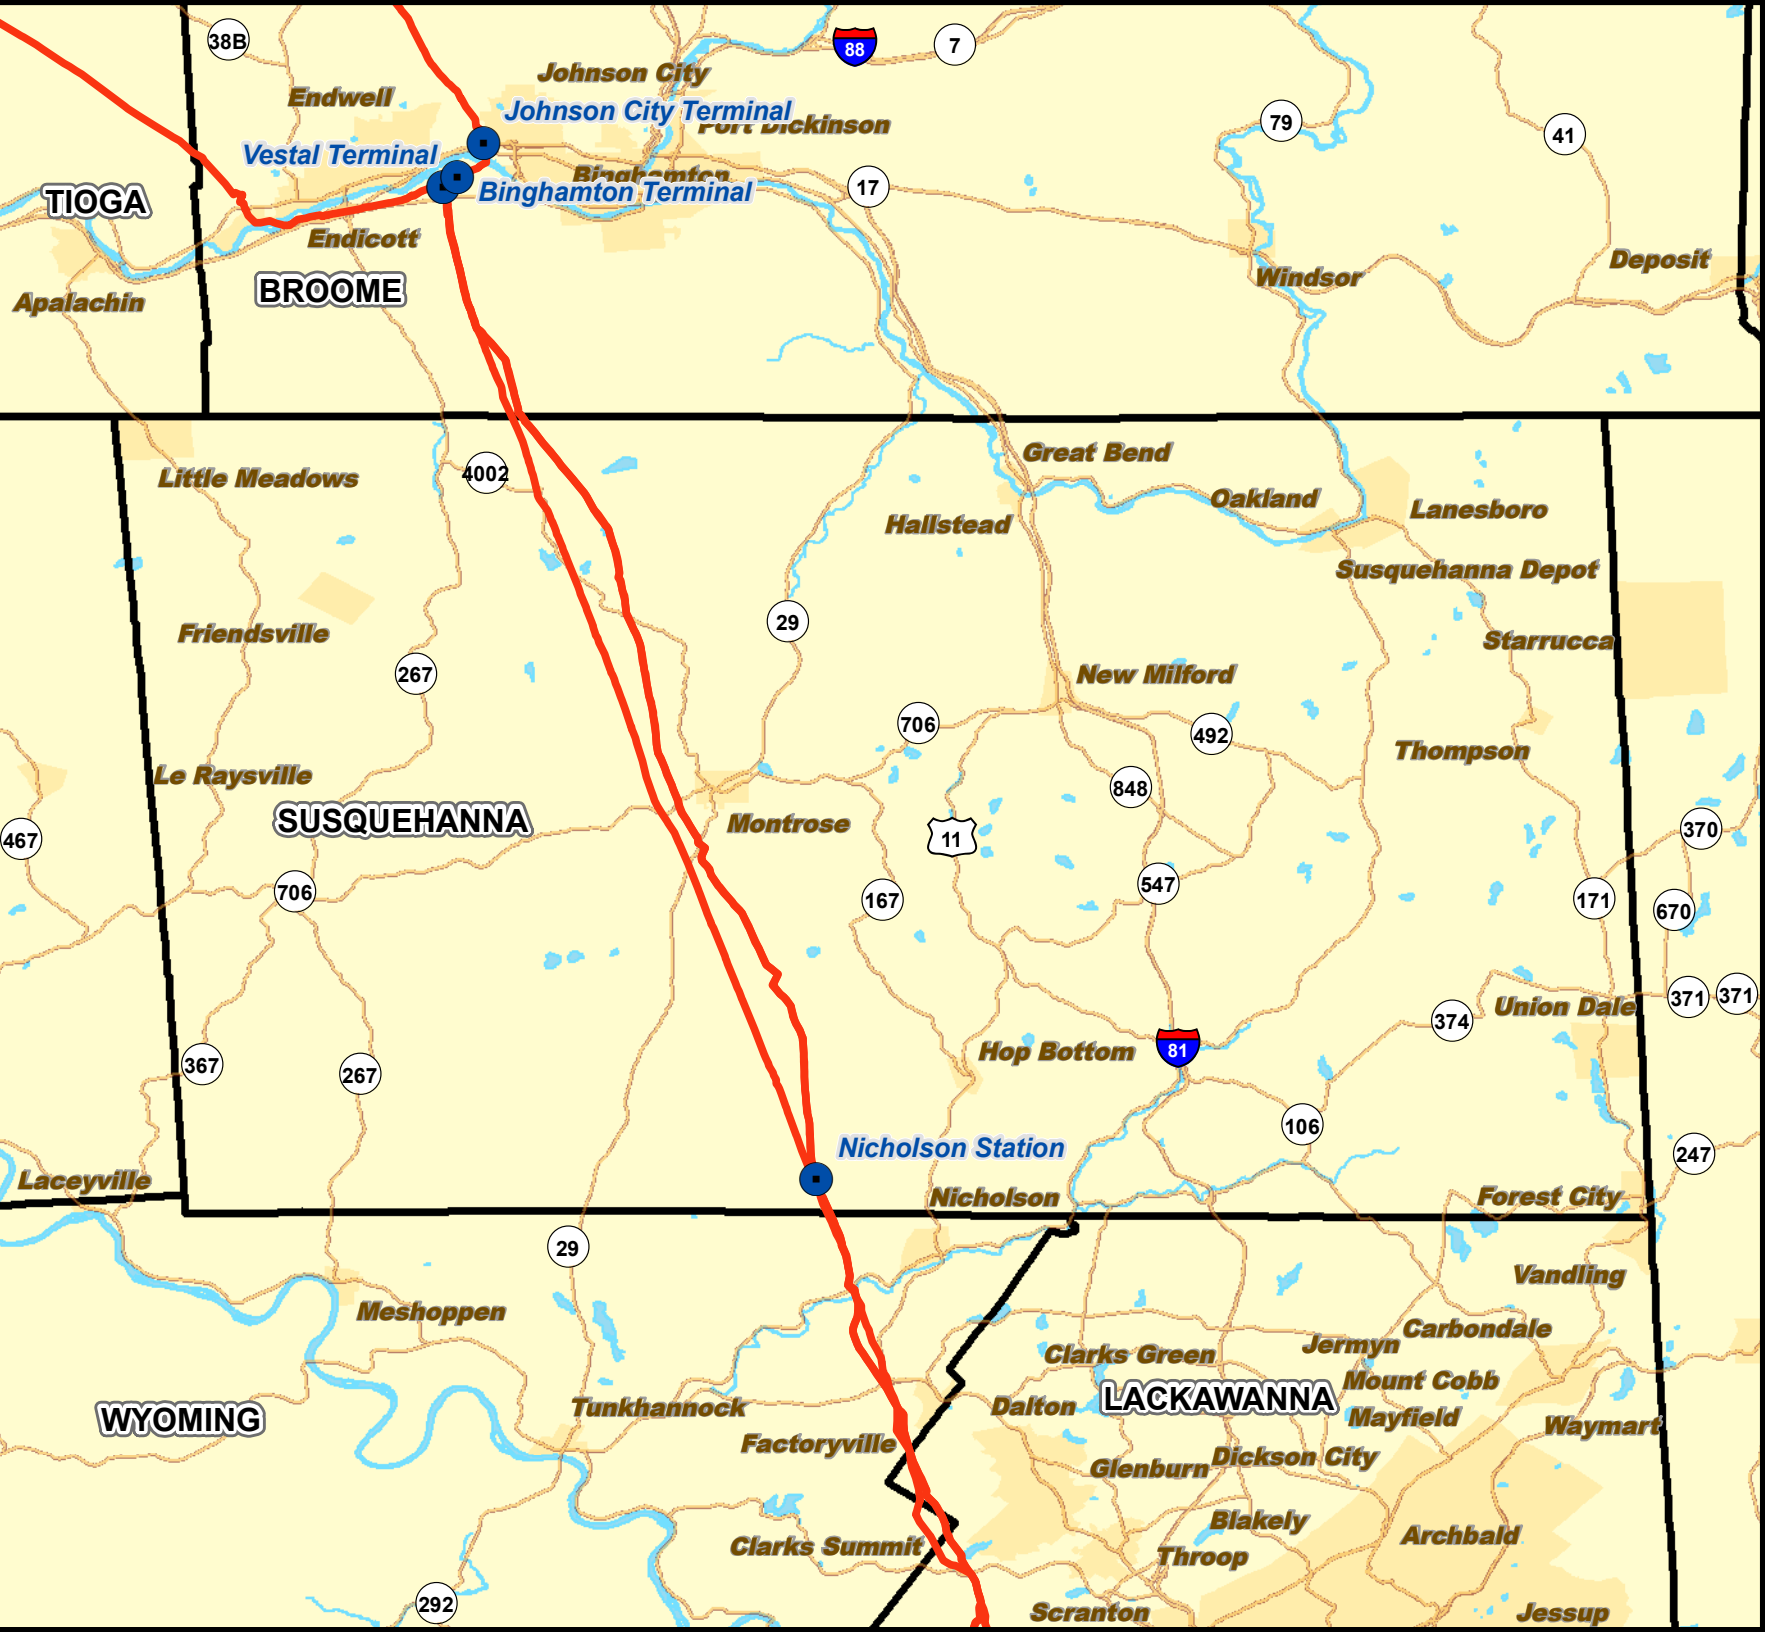 38B
88
7
Johnson City
Endwell
Johnson City Terminal
Port Dickinson
79
41
Vestal Terminal
Binghamton
17
Binghamton Terminal
TIOGA
Endicott
Deposit
Windsor
BROOME
Apalachin
Great Bend
4002
Little Meadows
Oakland
Lanesboro
Hallstead
Susquehanna Depot
29
Friendsville
Starrucca
267
New Milford
706
492
Thompson
Le Raysville
848
SUSQUEHANNA
Montrose
370
467
11
547
706
167
171
670
371
371
Union Dale
374
Hop Bottom
81
367
267
106
Nicholson Station
247
Laceyville
Nicholson
Forest City
29
Vandling
Meshoppen
Carbondale
Jermyn
Clarks Green
Mount Cobb
LACKAWANNA
Tunkhannock
Dalton
Mayfield
WYOMING
Waymart
Factoryville
Dickson City
Glenburn
Blakely
Archbald
Clarks Summit
Throop
292
Scranton
Jessup